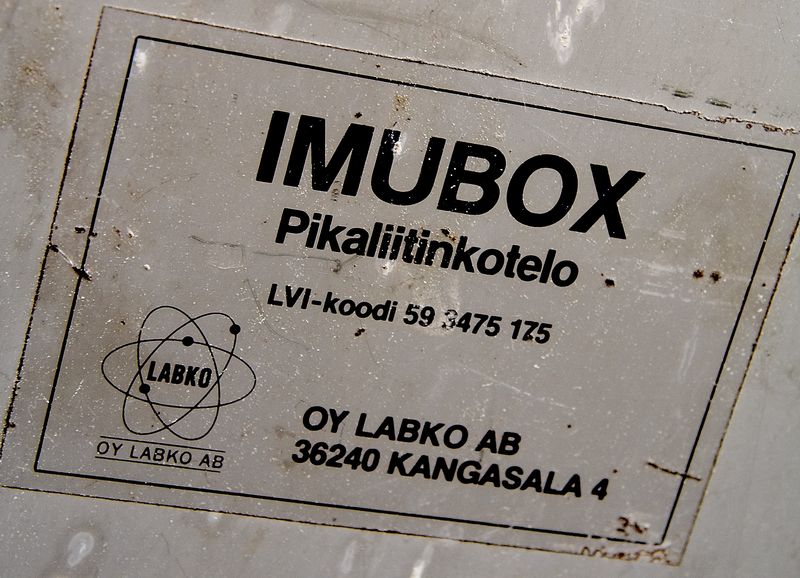 IMUBOX
Pikaliitinkotelo
LVI-koodi 59 3475 175
LABKO
OY LABKO AB
OY LABKO AB
36240 KANGASALA 4